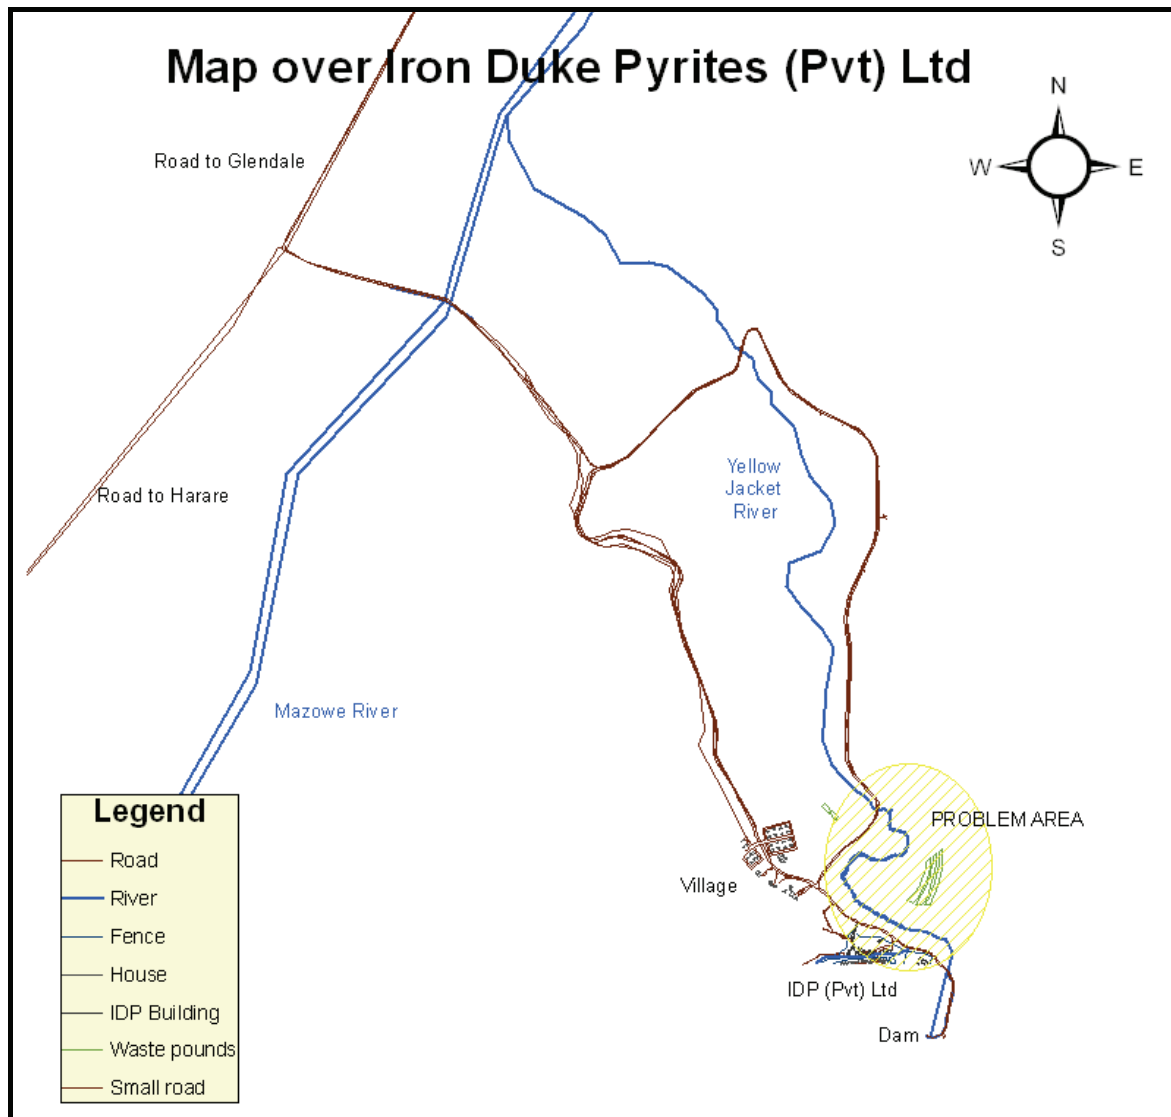 Map over Iron Duke Pyrites (Pvt) Ltd
N
W
E
S
Road to Glendale
Road to Harare
Yellow
Jacket
River
Mazowe River
PROBLEM AREA
Village
IDP (Pvt) Ltd
Dam
Legend
Road
River
Fence
House
IDP Building
Waste pounds
Small road